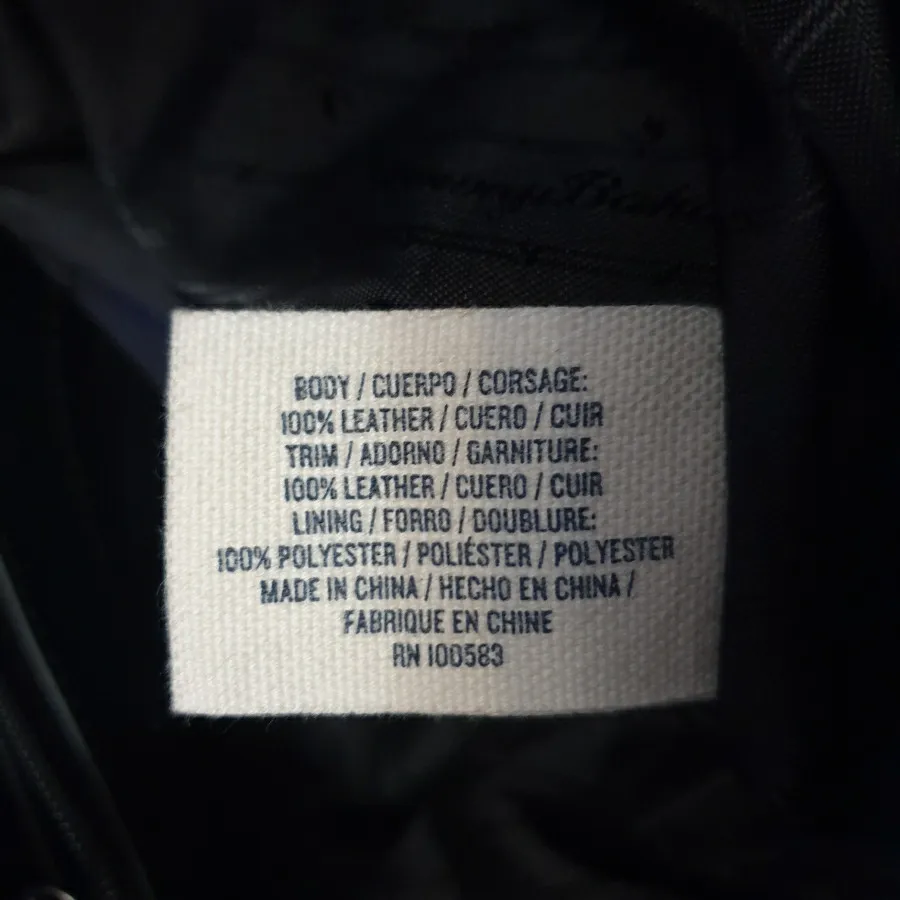 BODY / CUERPO / CORSAGE:
100% LEATHER / CUERO / CUIR
TRIM / ADORNO / GARNITURE:
100% LEATHER / CUERO / CUIR
LINING / FORRO / DOUBLURE:
100% POLYESTER / POLIÉSTER / POLYESTER
MADE IN CHINA / HECHO EN CHINA /
FABRIQUE EN CHINE
RN 100583